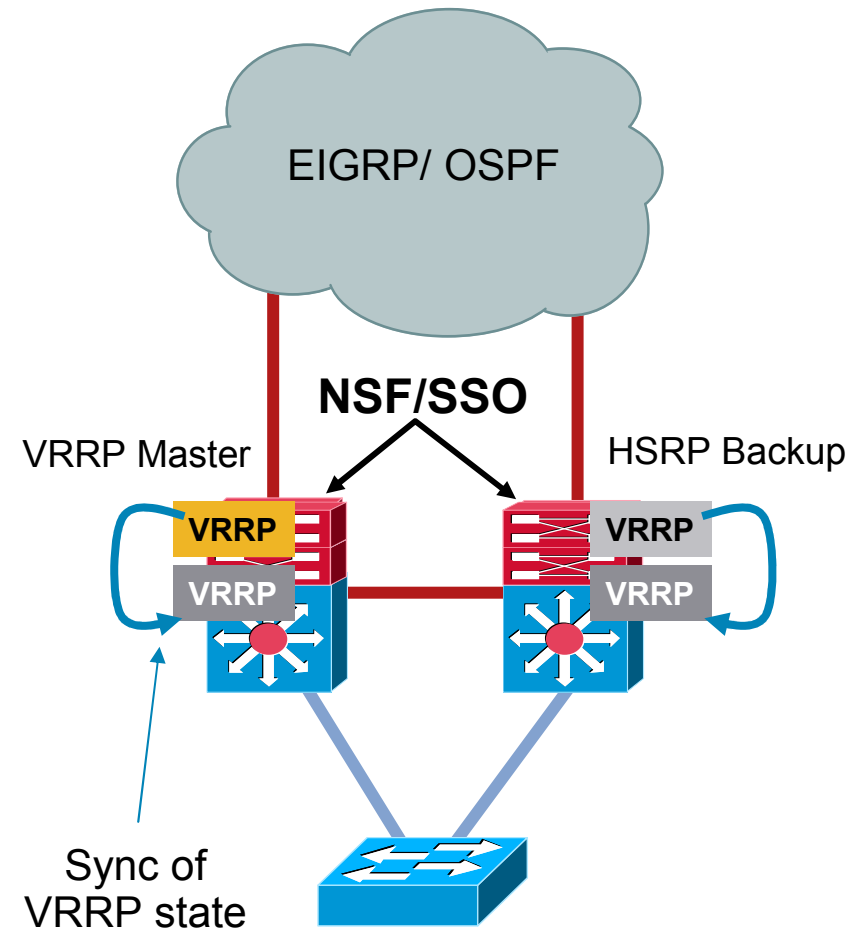 EIGRP/ OSPF
NSF/SSO
VRRP Master
HSRP Backup
VRRP
VRRP
VRRP
VRRP
Sync of
VRRP state